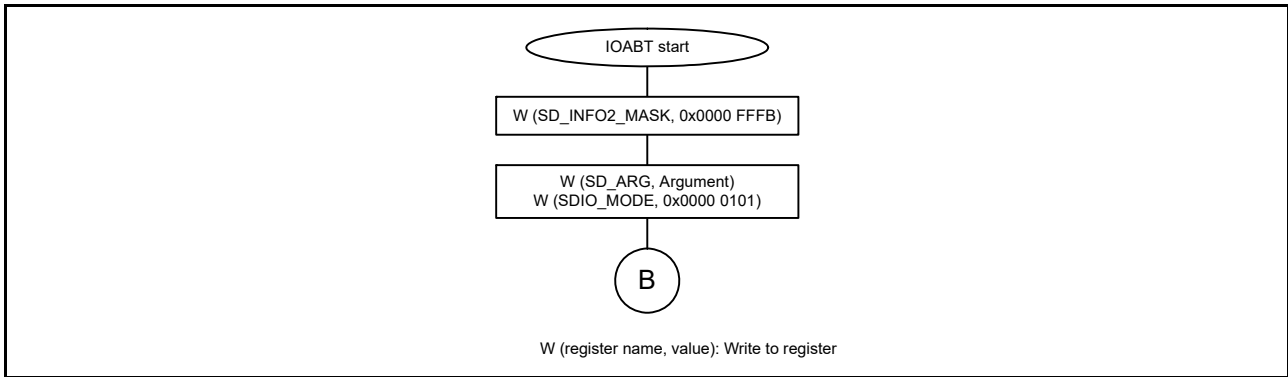 IOABT start
W (SD_INFO2_MASK, 0x0000 FFFB)
W (SD_ARG, Argument)
W (SDIO_MODE, 0x0000 0101)
B
W (register name, value): Write to register